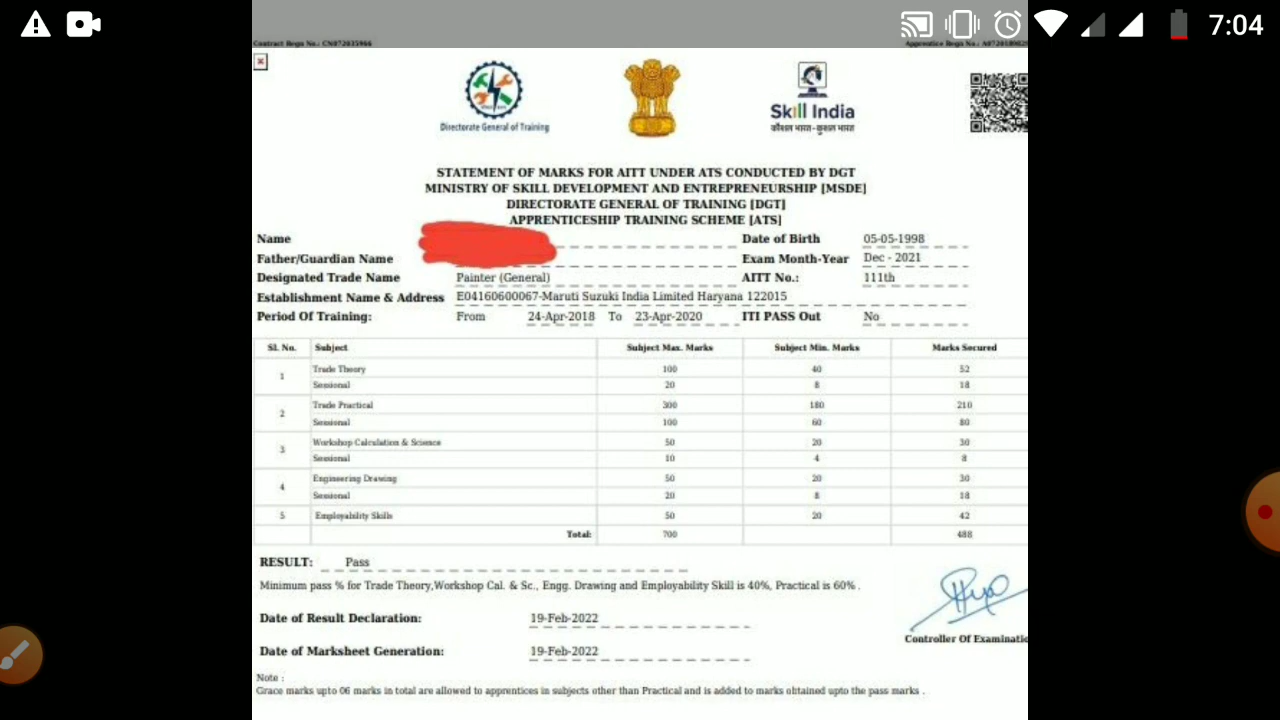 7:04
Contract Regn No.: CN072035966
Directorate General of Training
Skill India
कौशल भारत-कुशल भारत
STATEMENT OF MARKS FOR AITT UNDER ATS CONDUCTED BY DGT
MINISTRY OF SKILL DEVELOPMENT AND ENTREPRENEURSHIP [MSDE]
DIRECTORATE GENERAL OF TRAINING [DGT]
APPRENTICESHIP TRAINING SCHEME [ATS]
Name Date of Birth 05-05-1998
Father/Guardian Name Exam Month-Year Dec - 2021
Designated Trade Name Painter (General) AITT No.: 111th
Establishment Name & Address E04160600067-Maruti Suzuki India Limited Haryana 122015
Period Of Training: From 24-Apr-2018 To 23-Apr-2020 ITI PASS Out No
Sl. No. Subject Subject Max. Marks Subject Min. Marks Marks Secured
1 Trade Theory 100 40 52
Sessional 20 8 18
2 Trade Practical 300 180 210
Sessional 100 60 80
3 Workshop Calculation & Science 50 20 30
Sessional 10 4 8
4 Engineering Drawing 50 20 30
Sessional 20 8 18
5 Employability Skills 50 20 42
Total: 700 488
RESULT: Pass
Minimum pass % for Trade Theory,Workshop Cal. & Sc., Engg. Drawing and Employability Skill is 40%, Practical is 60% .
Date of Result Declaration: 19-Feb-2022
Controller Of Examinatio
Date of Marksheet Generation: 19-Feb-2022
Note :
Grace marks upto 06 marks in total are allowed to apprentices in subjects other than Practical and is added to marks obtained upto the pass marks .